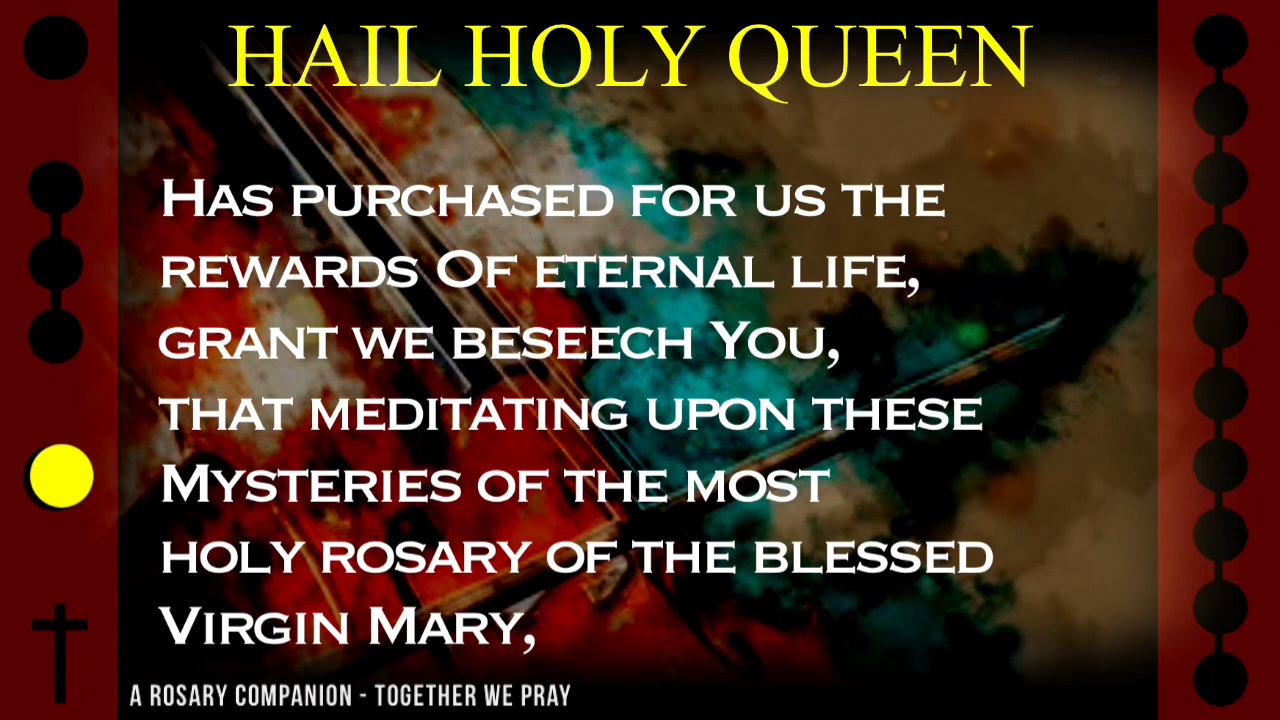 HAIL HOLY QUEEN
HAS PURCHASED FOR US THE
REWARDS OF ETERNAL LIFE,
GRANT WE BESEECH YOU,
THAT MEDITATING UPON THESE
MYSTERIES OF THE MOST
HOLY ROSARY OF THE BLESSED
VIRGIN MARY,
A ROSARY COMPANION - TOGETHER WE PRAY